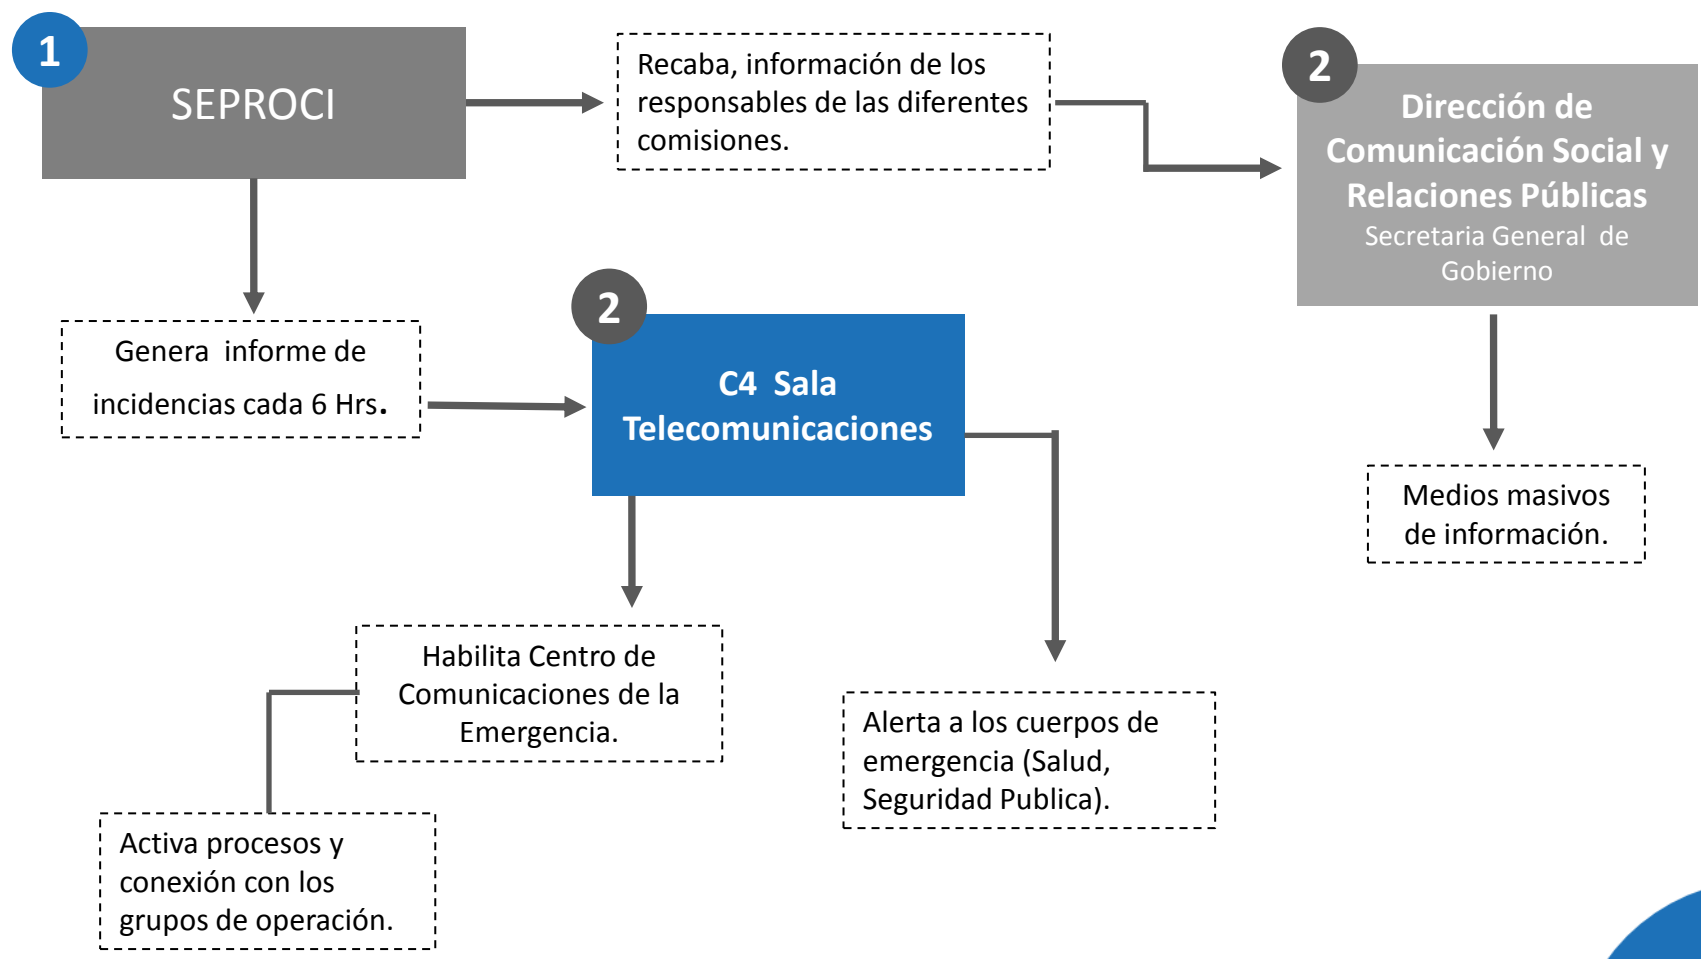 1
SEPROCI
Recaba, información de los
responsables de las diferentes
comisiones.
2
Dirección de
Comunicación Social y
Relaciones Públicas
Secretaria General de
Gobierno
Genera informe de
incidencias cada 6 Hrs.
2
C4 Sala
Telecomunicaciones
Medios masivos
de información.
Habilita Centro de
Comunicaciones de la
Emergencia.
Alerta a los cuerpos de
emergencia (Salud,
Seguridad Publica).
Activa procesos y
conexión con los
grupos de operación.